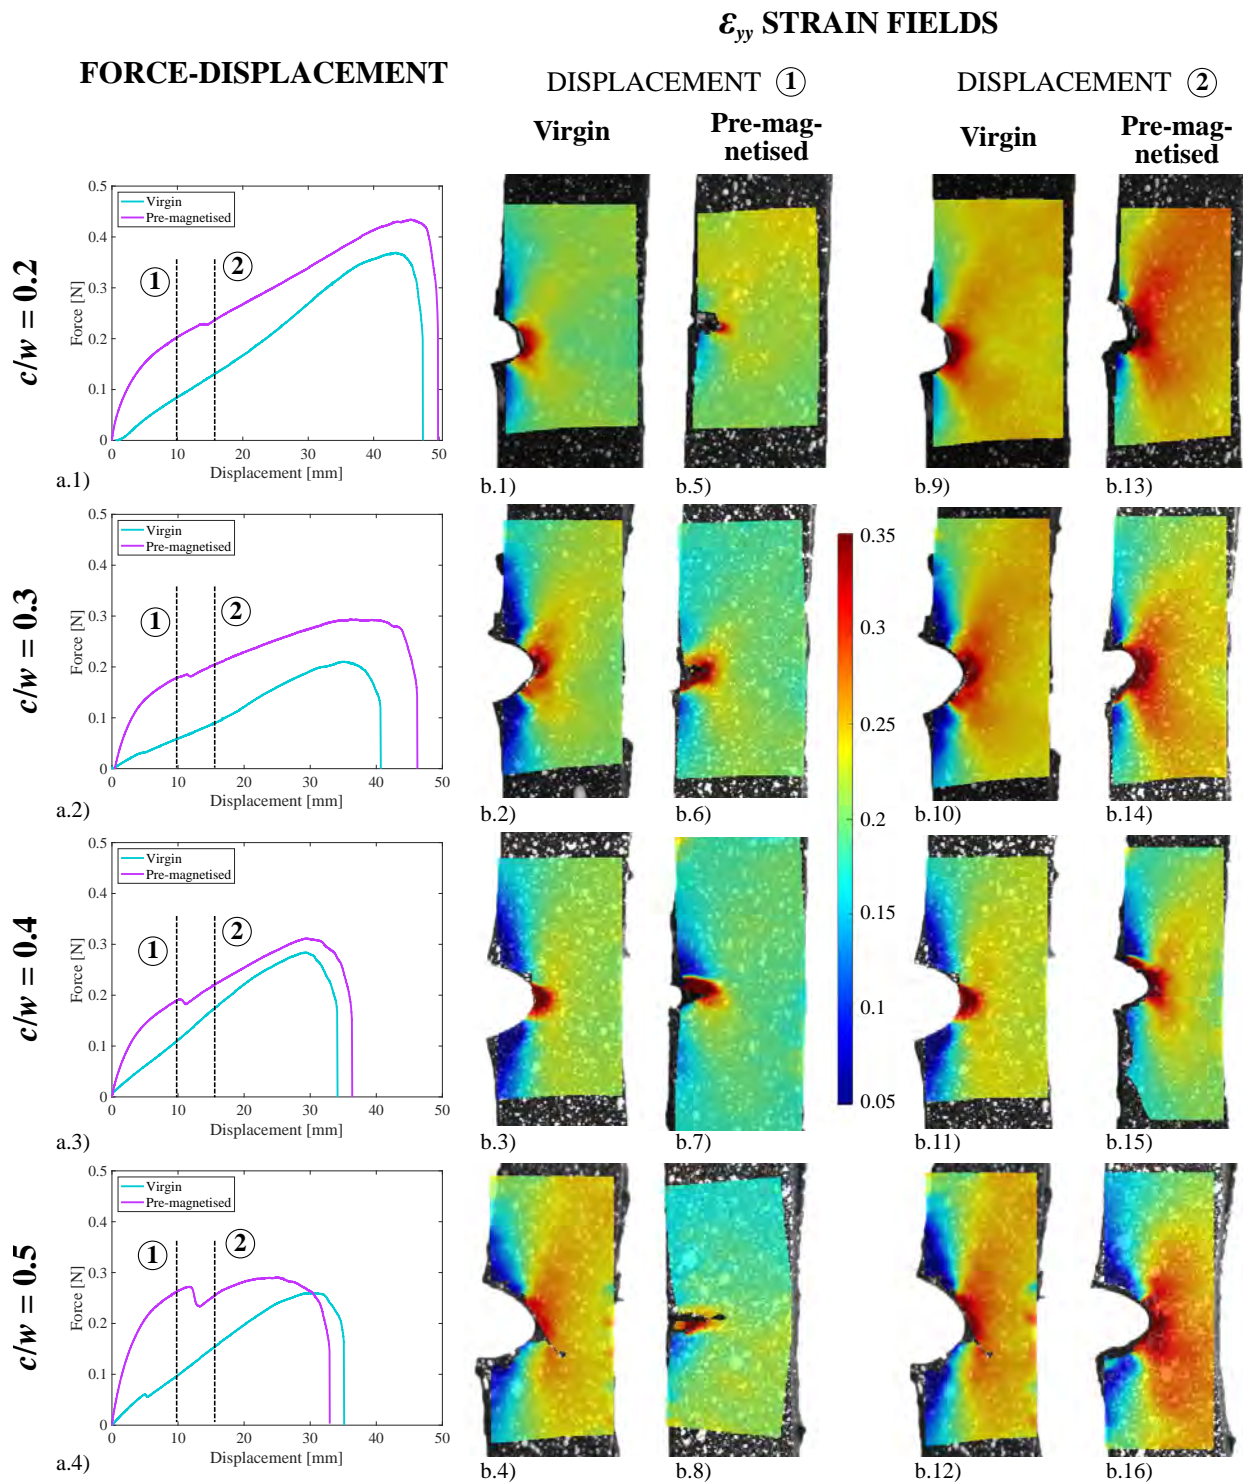 ε_yy STRAIN FIELDS
FORCE-DISPLACEMENT
DISPLACEMENT ①
DISPLACEMENT ②
Virgin
Pre-mag-
netised
Virgin
Pre-mag-
netised
c/w = 0.2
0.5
0.4
0.3
0.2
0.1
0
Force [N]
Virgin
Pre-magnetised
①
②
0 10 20 30 40 50
Displacement [mm]
a.1)
b.1)
b.5)
b.9)
b.13)
c/w = 0.3
0.5
0.4
0.3
0.2
0.1
0
Force [N]
Virgin
Pre-magnetised
①
②
0 10 20 30 40 50
Displacement [mm]
a.2)
b.2)
b.6)
b.10)
b.14)
0.35
0.3
0.25
0.2
0.15
0.1
0.05
c/w = 0.4
0.5
0.4
0.3
0.2
0.1
0
Force [N]
Virgin
Pre-magnetised
①
②
0 10 20 30 40 50
Displacement [mm]
a.3)
b.3)
b.7)
b.11)
b.15)
c/w = 0.5
0.5
0.4
0.3
0.2
0.1
0
Force [N]
Virgin
Pre-magnetised
①
②
0 10 20 30 40 50
Displacement [mm]
a.4)
b.4)
b.8)
b.12)
b.16)